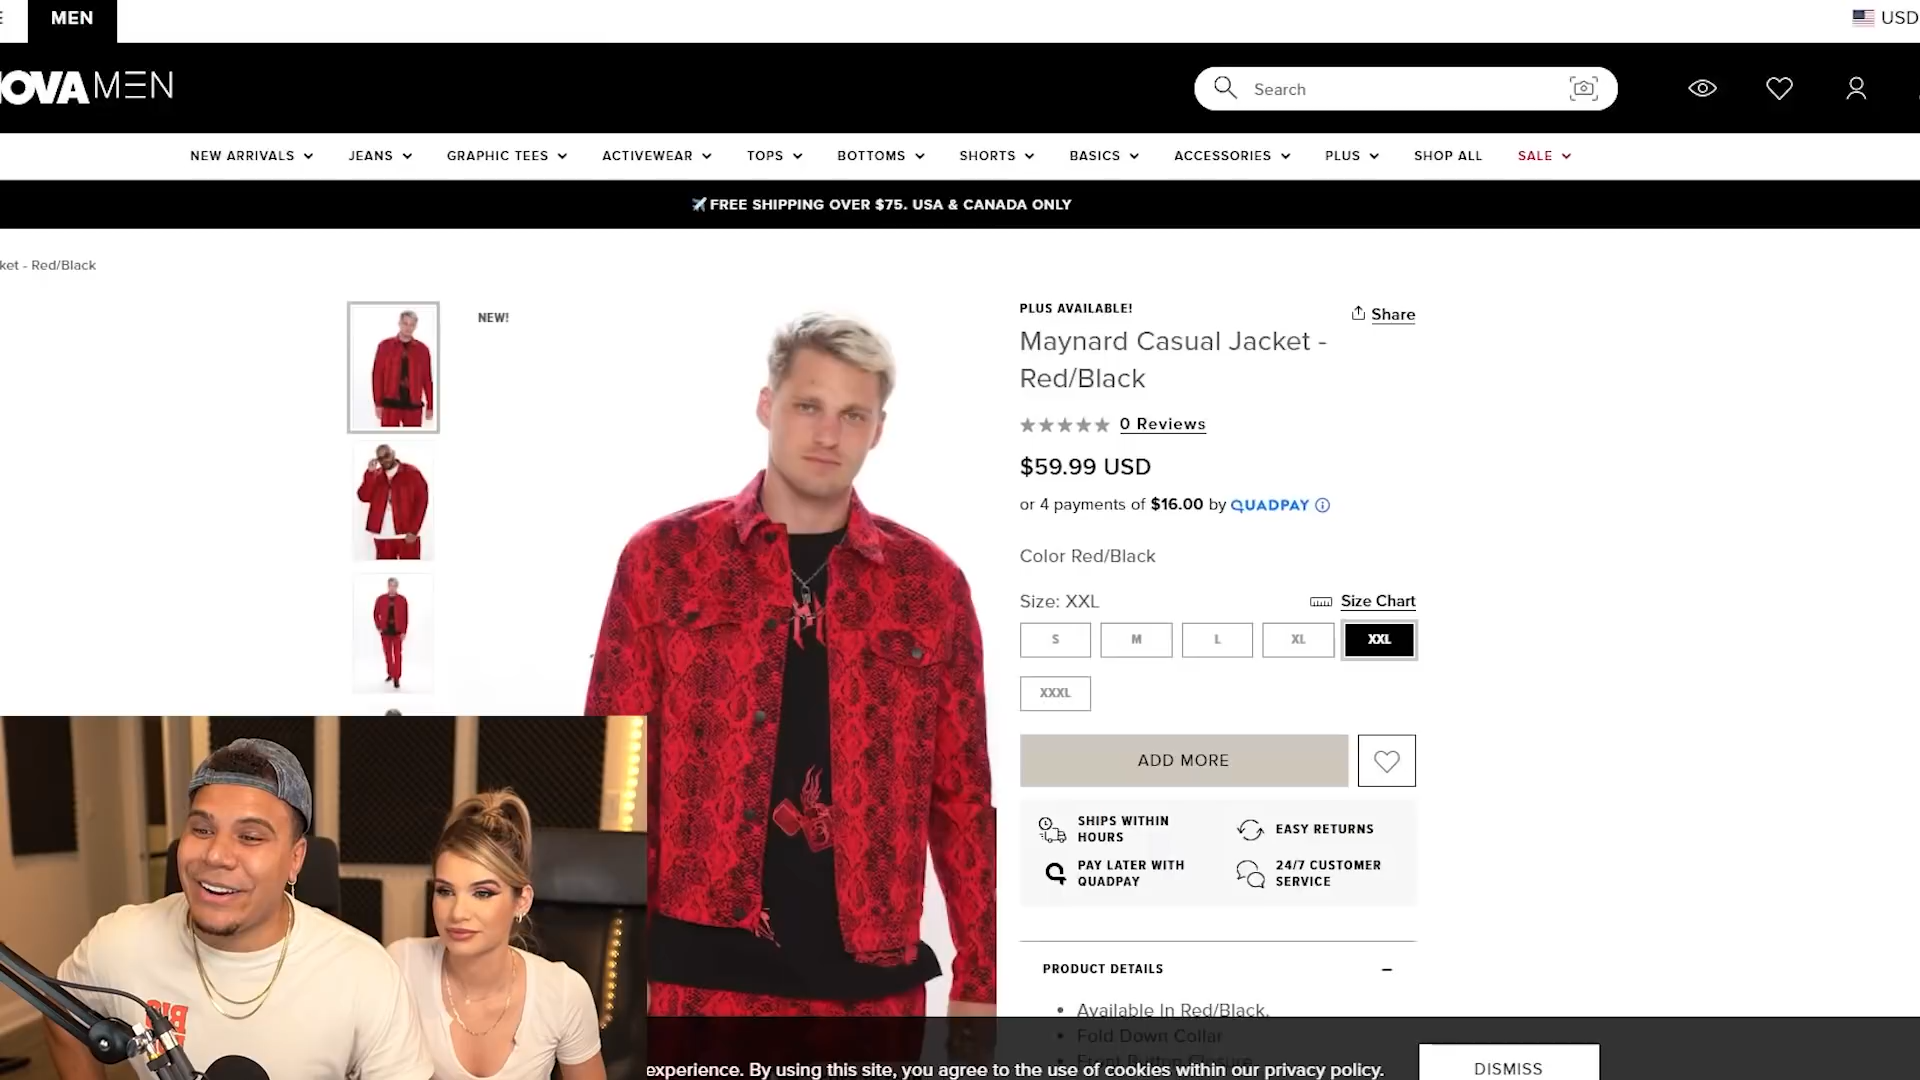 MEN
USD
NOVAMEN
Search
NEW ARRIVALS
JEANS
GRAPHIC TEES
ACTIVEWEAR
TOPS
BOTTOMS
SHORTS
BASICS
ACCESSORIES
PLUS
SHOP ALL
SALE
FREE SHIPPING OVER $75. USA & CANADA ONLY
ket - Red/Black
NEW!
PLUS AVAILABLE!
Share
Maynard Casual Jacket -
Red/Black
0 Reviews
$59.99 USD
or 4 payments of $16.00 by QUADPAY
Color Red/Black
Size: XXL
Size Chart
S
M
L
XL
XXL
XXXL
ADD MORE
SHIPS WITHIN
HOURS
EASY RETURNS
PAY LATER WITH
QUADPAY
24/7 CUSTOMER
SERVICE
PRODUCT DETAILS
Available In Red/Black.
Fold Down Collar
Front Button Closure
experience. By using this site, you agree to the use of cookies within our privacy policy.
DISMISS